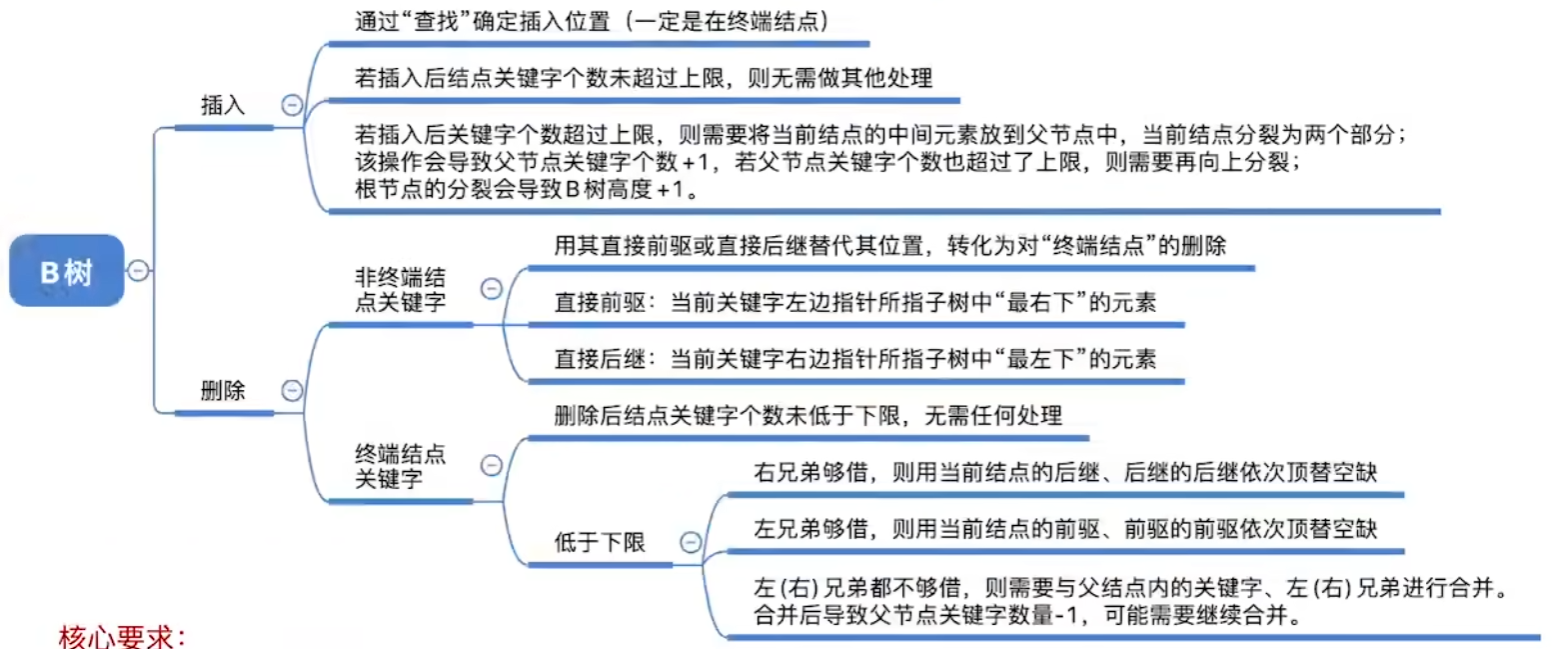 通过“查找”确定插入位置（一定是在终端结点）
若插入后结点关键字个数未超过上限，则无需做其他处理
插入
若插入后关键字个数超过上限，则需要将当前结点的中间元素放到父节点中，当前结点分裂为两个部分；
该操作会导致父节点关键字个数+1，若父节点关键字个数也超过了上限，则需要再向上分裂；
根节点的分裂会导致B树高度+1。
B树
用其直接前驱或直接后继替代其位置，转化为对“终端结点”的删除
非终端结
点关键字
直接前驱：当前关键字左边指针所指子树中“最右下”的元素
直接后继：当前关键字右边指针所指子树中“最左下”的元素
删除
删除后结点关键字个数未低于下限，无需任何处理
终端结点
关键字
右兄弟够借，则用当前结点的后继、后继的后继依次顶替空缺
左兄弟够借，则用当前结点的前驱、前驱的前驱依次顶替空缺
低于下限
左(右)兄弟都不够借，则需要与父结点内的关键字、左(右)兄弟进行合并。
合并后导致父节点关键字数量-1，可能需要继续合并。
核心要求：